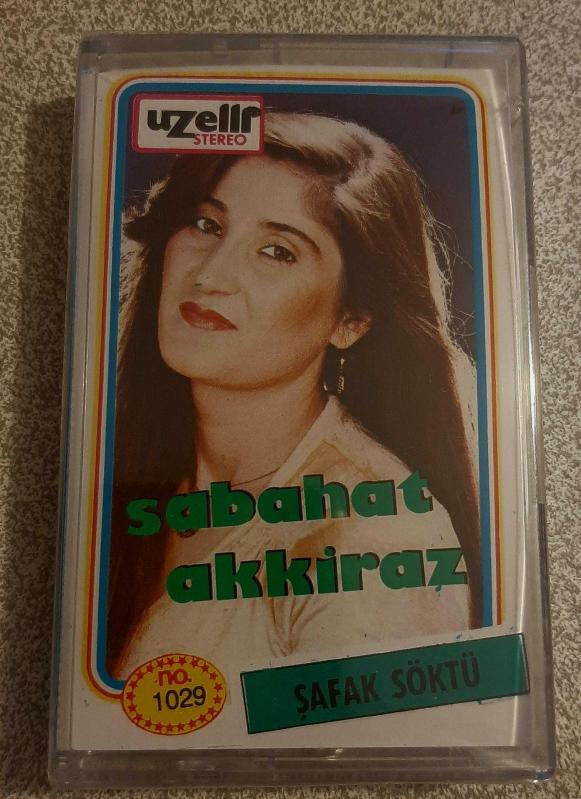 uzelli
STEREO
sabahat
akkiraz
no.
1029
ŞAFAK SÖKTÜ